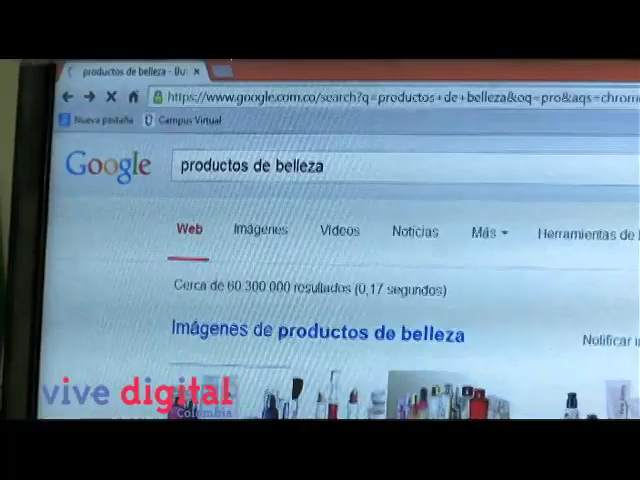 productos de belleza - Bu
https://www.google.com.co/search?q=productos+de+belleza&oq=pro&aqs=chrome
Nueva pestaña Campus Virtual
Google productos de belleza
Web Imágenes Vídeos Noticias Más Herramientas de
Cerca de 60.300.000 resultados (0,17 segundos)
Imágenes de productos de belleza
Notificar
vive digital
Colombia